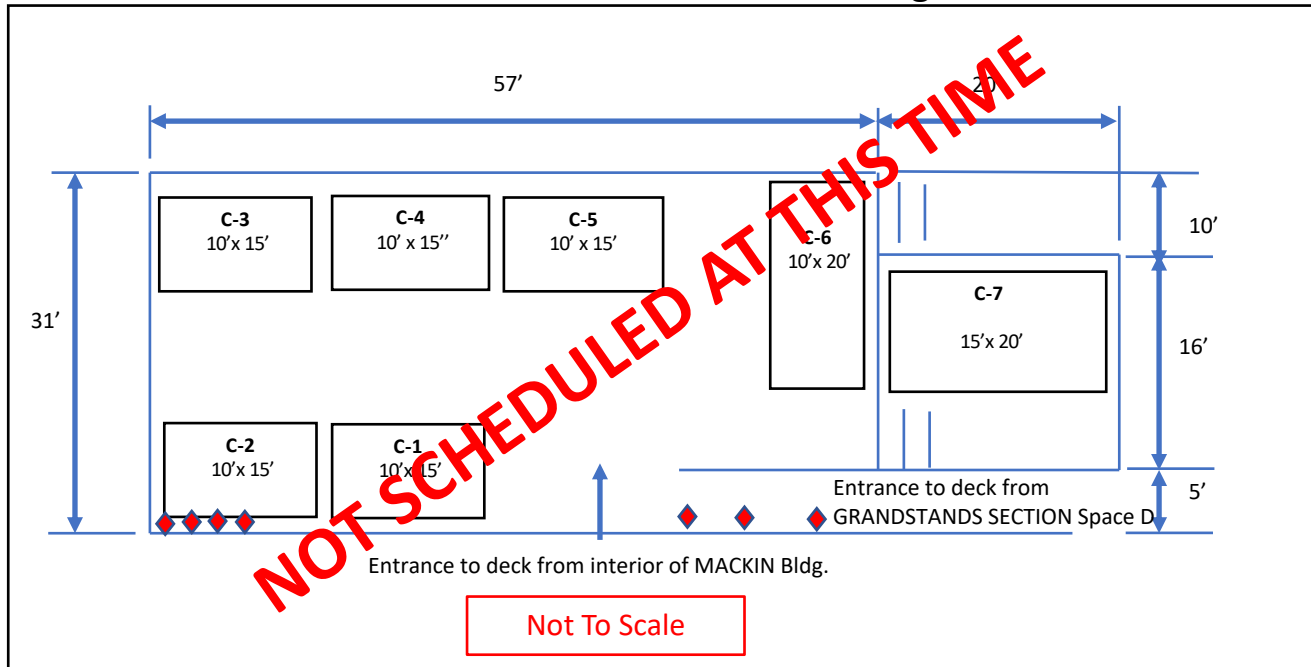 57’
20
NOT SCHEDULED AT THIS TIME
C-3
10’x 15’
C-4
10’ x 15’’
C-5
10’ x 15’
C-6
10’x 20’
10’
31’
C-7
15’x 20’
16’
C-2
10’x 15’
C-1
10’x 15’
Entrance to deck from
GRANDSTANDS SECTION Space D
5’
Entrance to deck from interior of MACKIN Bldg.
Not To Scale